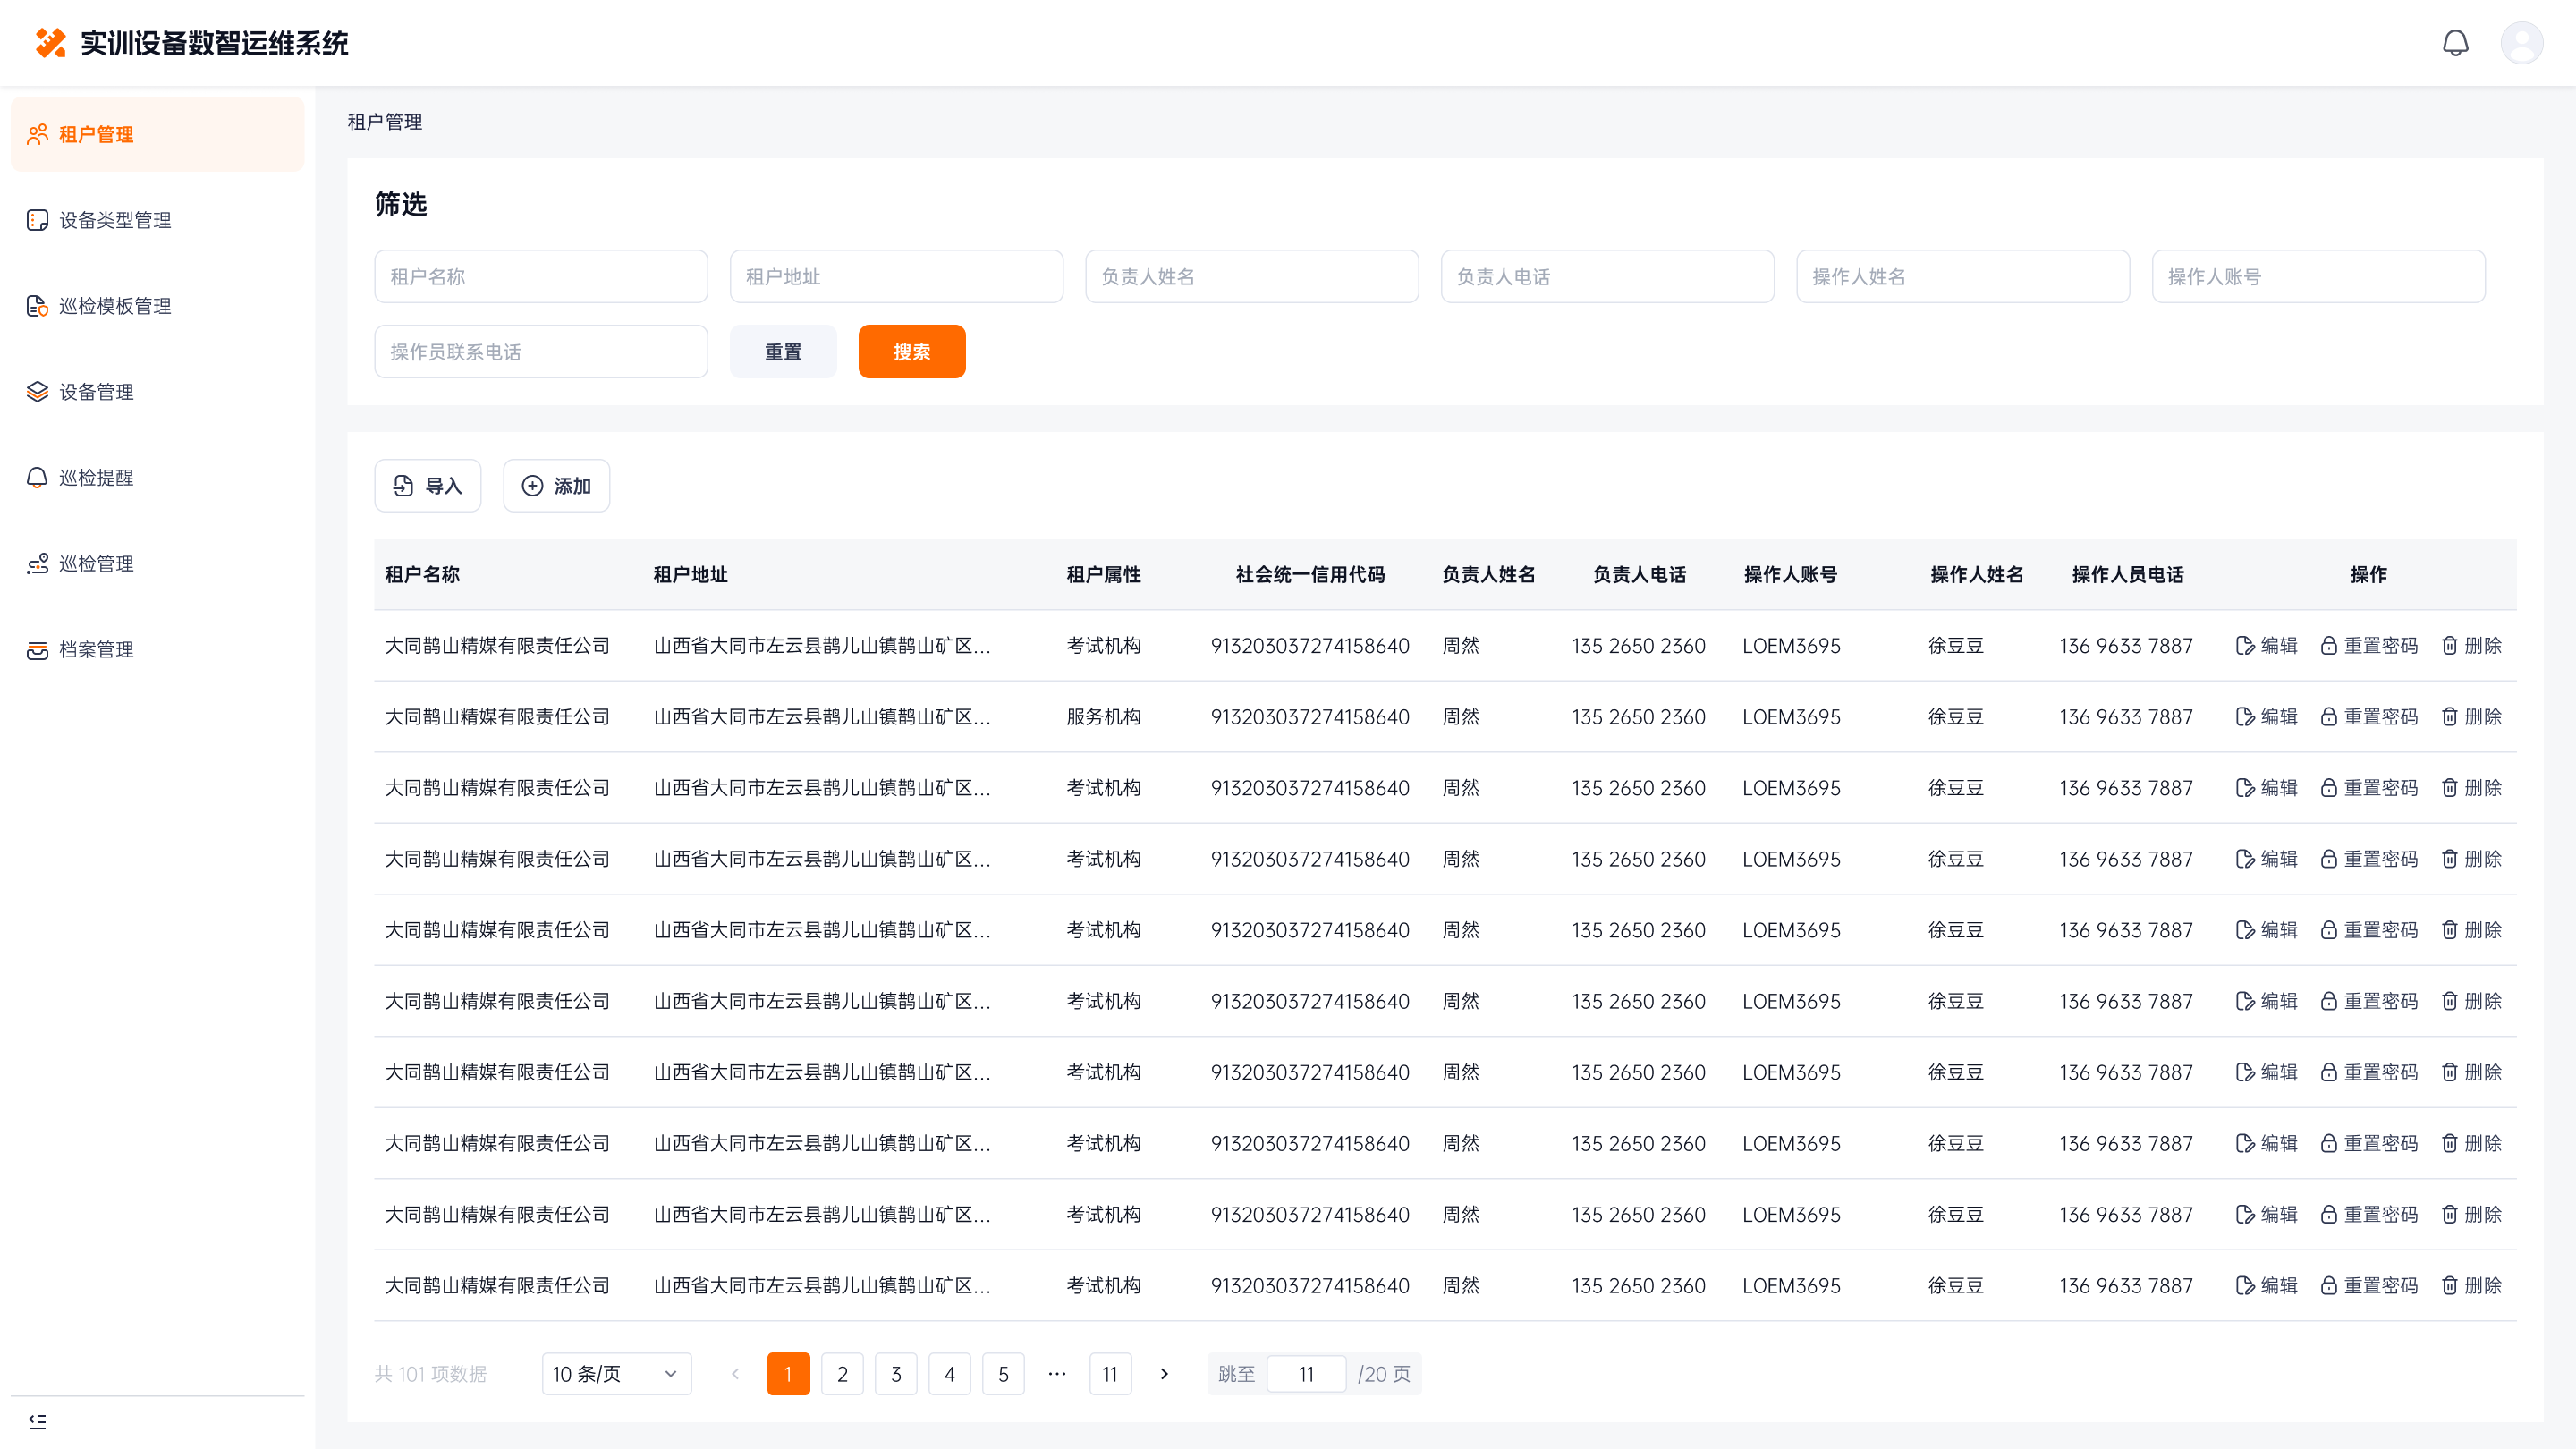 实训设备数智运维系统
租户管理
设备类型管理
巡检模板管理
设备管理
巡检提醒
巡检管理
档案管理
租户管理
筛选
租户名称 租户地址 负责人姓名 负责人电话 操作人姓名 操作人账号
操作员联系电话 重置 搜索
导入 添加
租户名称 租户地址 租户属性 社会统一信用代码 负责人姓名 负责人电话 操作人账号 操作人姓名 操作人员电话 操作
大同鹊山精媒有限责任公司 山西省大同市左云县鹊儿山镇鹊山矿区... 考试机构 913203037274158640 周然 135 2650 2360 LOEM3695 徐豆豆 136 9633 7887 编辑 重置密码 删除
大同鹊山精媒有限责任公司 山西省大同市左云县鹊儿山镇鹊山矿区... 服务机构 913203037274158640 周然 135 2650 2360 LOEM3695 徐豆豆 136 9633 7887 编辑 重置密码 删除
大同鹊山精媒有限责任公司 山西省大同市左云县鹊儿山镇鹊山矿区... 考试机构 913203037274158640 周然 135 2650 2360 LOEM3695 徐豆豆 136 9633 7887 编辑 重置密码 删除
大同鹊山精媒有限责任公司 山西省大同市左云县鹊儿山镇鹊山矿区... 考试机构 913203037274158640 周然 135 2650 2360 LOEM3695 徐豆豆 136 9633 7887 编辑 重置密码 删除
大同鹊山精媒有限责任公司 山西省大同市左云县鹊儿山镇鹊山矿区... 考试机构 913203037274158640 周然 135 2650 2360 LOEM3695 徐豆豆 136 9633 7887 编辑 重置密码 删除
大同鹊山精媒有限责任公司 山西省大同市左云县鹊儿山镇鹊山矿区... 考试机构 913203037274158640 周然 135 2650 2360 LOEM3695 徐豆豆 136 9633 7887 编辑 重置密码 删除
大同鹊山精媒有限责任公司 山西省大同市左云县鹊儿山镇鹊山矿区... 考试机构 913203037274158640 周然 135 2650 2360 LOEM3695 徐豆豆 136 9633 7887 编辑 重置密码 删除
大同鹊山精媒有限责任公司 山西省大同市左云县鹊儿山镇鹊山矿区... 考试机构 913203037274158640 周然 135 2650 2360 LOEM3695 徐豆豆 136 9633 7887 编辑 重置密码 删除
大同鹊山精媒有限责任公司 山西省大同市左云县鹊儿山镇鹊山矿区... 考试机构 913203037274158640 周然 135 2650 2360 LOEM3695 徐豆豆 136 9633 7887 编辑 重置密码 删除
大同鹊山精媒有限责任公司 山西省大同市左云县鹊儿山镇鹊山矿区... 考试机构 913203037274158640 周然 135 2650 2360 LOEM3695 徐豆豆 136 9633 7887 编辑 重置密码 删除
共 101 项数据 10 条/页 1 2 3 4 5 ··· 11 跳至 11 /20 页